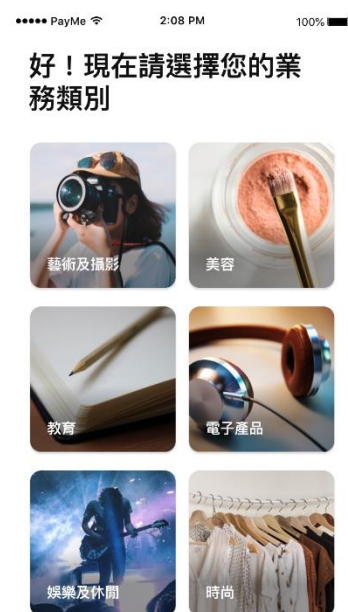 PayMe 2:08 PM 100%
好！現在請選擇您的業
務類別
藝術及攝影 美容
教育 電子產品
娛樂及休閒 時尚